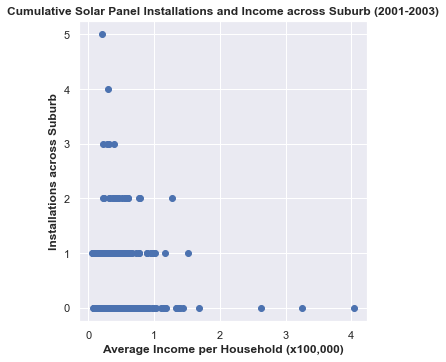 Cumulative Solar Panel Installations and Income across Suburb (2001-2003)
5
4
3
2
1
0
Installations across Suburb
0 1 2 3 4
Average Income per Household (x100,000)